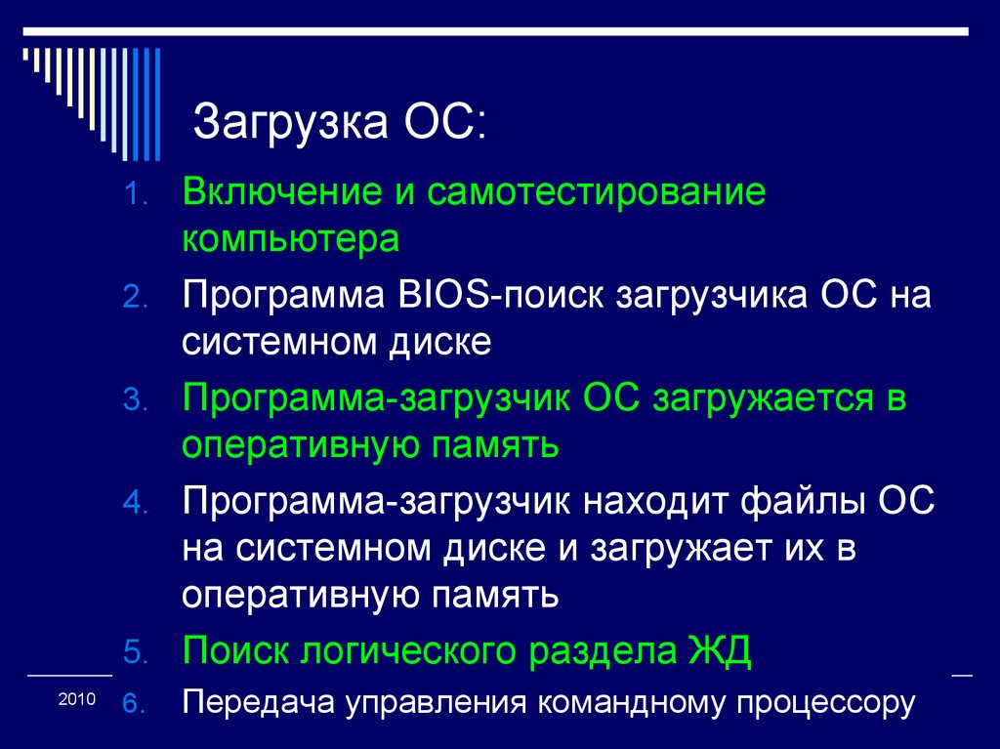 Загрузка ОС:
1. Включение и самотестирование
компьютера
2. Программа BIOS-поиск загрузчика ОС на
системном диске
3. Программа-загрузчик ОС загружается в
оперативную память
4. Программа-загрузчик находит файлы ОС
на системном диске и загружает их в
оперативную память
5. Поиск логического раздела ЖД
6. Передача управления командному процессору
2010